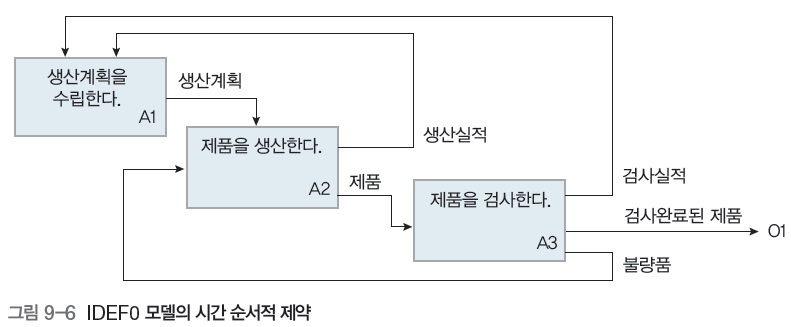 생산계획을
수립한다.
A1
생산계획
제품을 생산한다.
A2
생산실적
제품
제품을 검사한다.
A3
검사실적
검사완료된 제품
O1
불량품
그림 9-6 IDEF0 모델의 시간 순서적 제약